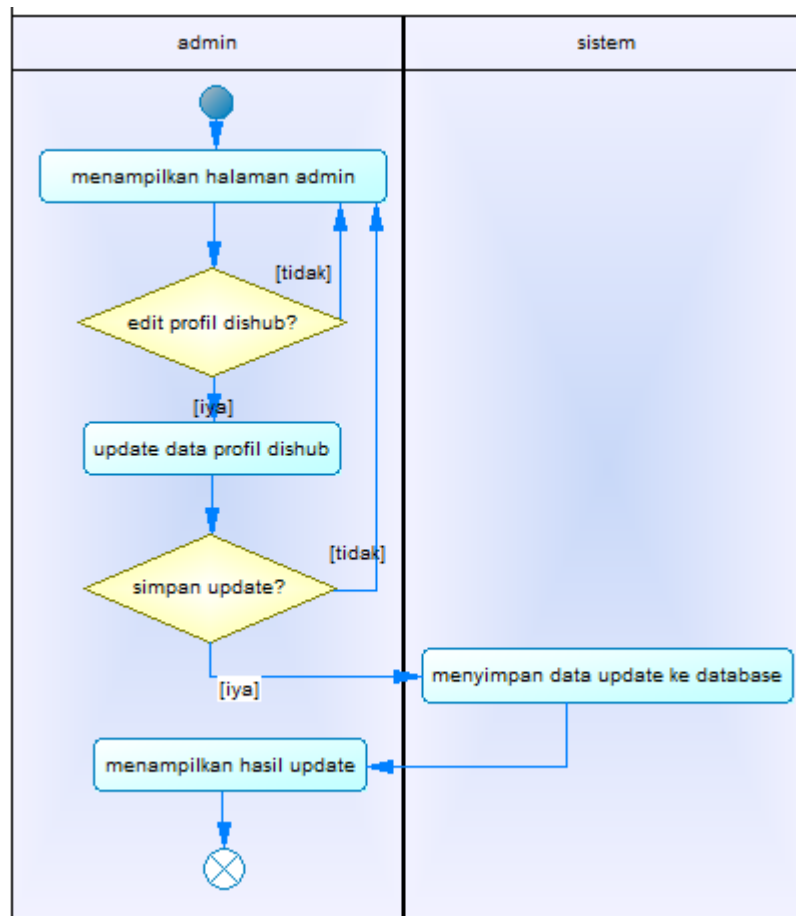 admin
sistem
menampilkan halaman admin
[tidak]
edit profil dishub?
[iya]
update data profil dishub
[tidak]
simpan update?
[iya]
menyimpan data update ke database
menampilkan hasil update